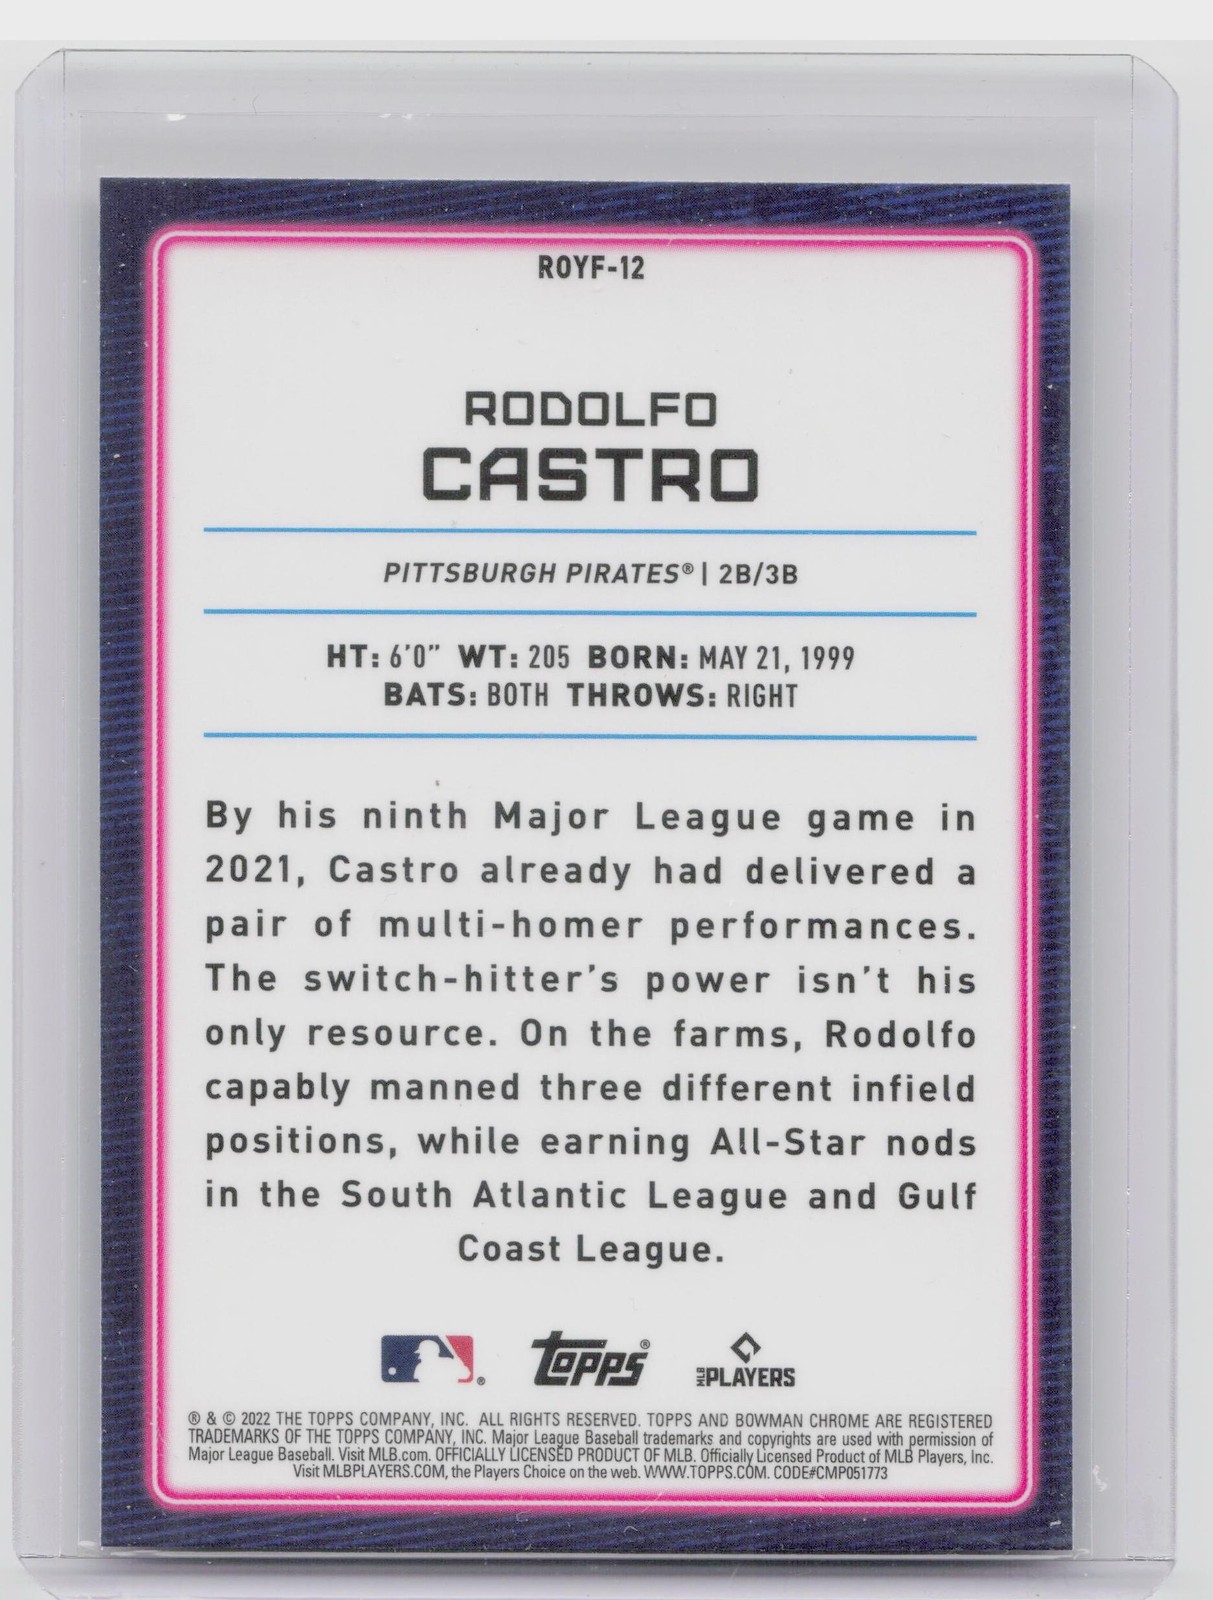 ROYF-12
RODOLFO
CASTRO
PITTSBURGH PIRATES® | 2B/3B
HT: 6'0" WT: 205 BORN: MAY 21, 1999
BATS: BOTH THROWS: RIGHT
By his ninth Major League game in
2021, Castro already had delivered a
pair of multi-homer performances.
The switch-hitter's power isn't his
only resource. On the farms, Rodolfo
capably manned three different infield
positions, while earning All-Star nods
in the South Atlantic League and Gulf
Coast League.
® topps® MLB PLAYERS
® & © 2022 THE TOPPS COMPANY, INC. ALL RIGHTS RESERVED. TOPPS AND BOWMAN CHROME ARE REGISTERED
TRADEMARKS OF THE TOPPS COMPANY, INC. Major League Baseball trademarks and copyrights are used with permission of
Major League Baseball. Visit MLB.com. OFFICIALLY LICENSED PRODUCT OF MLB. Officially Licensed Product of MLB Players, Inc.
Visit MLBPLAYERS.COM, the Players Choice on the web. WWW.TOPPS.COM. CODE#CMP051773